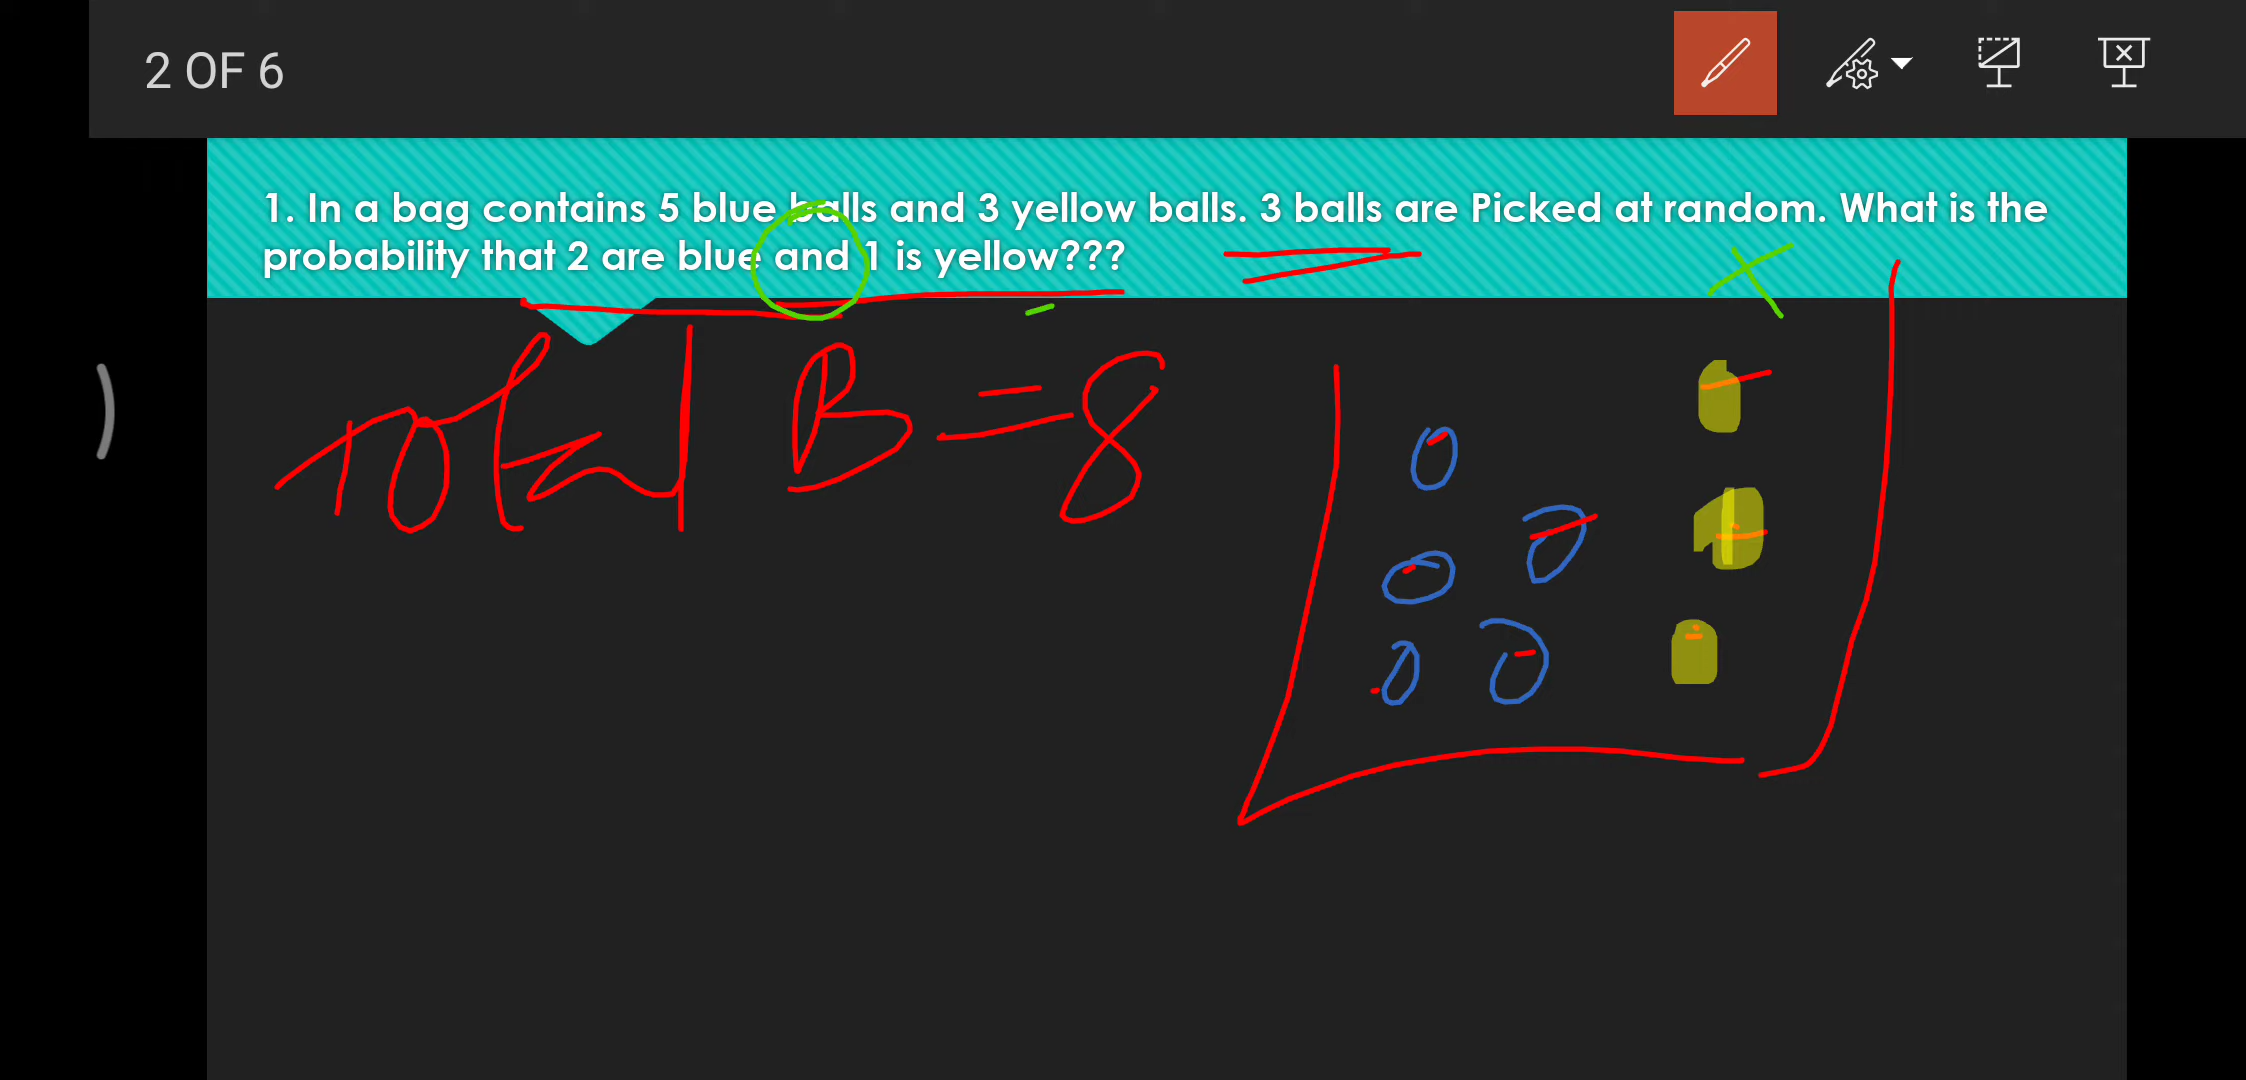 2 OF 6
1. In a bag contains 5 blue balls and 3 yellow balls. 3 balls are Picked at random. What is the
probability that 2 are blue and 1 is yellow???
Total B = 8